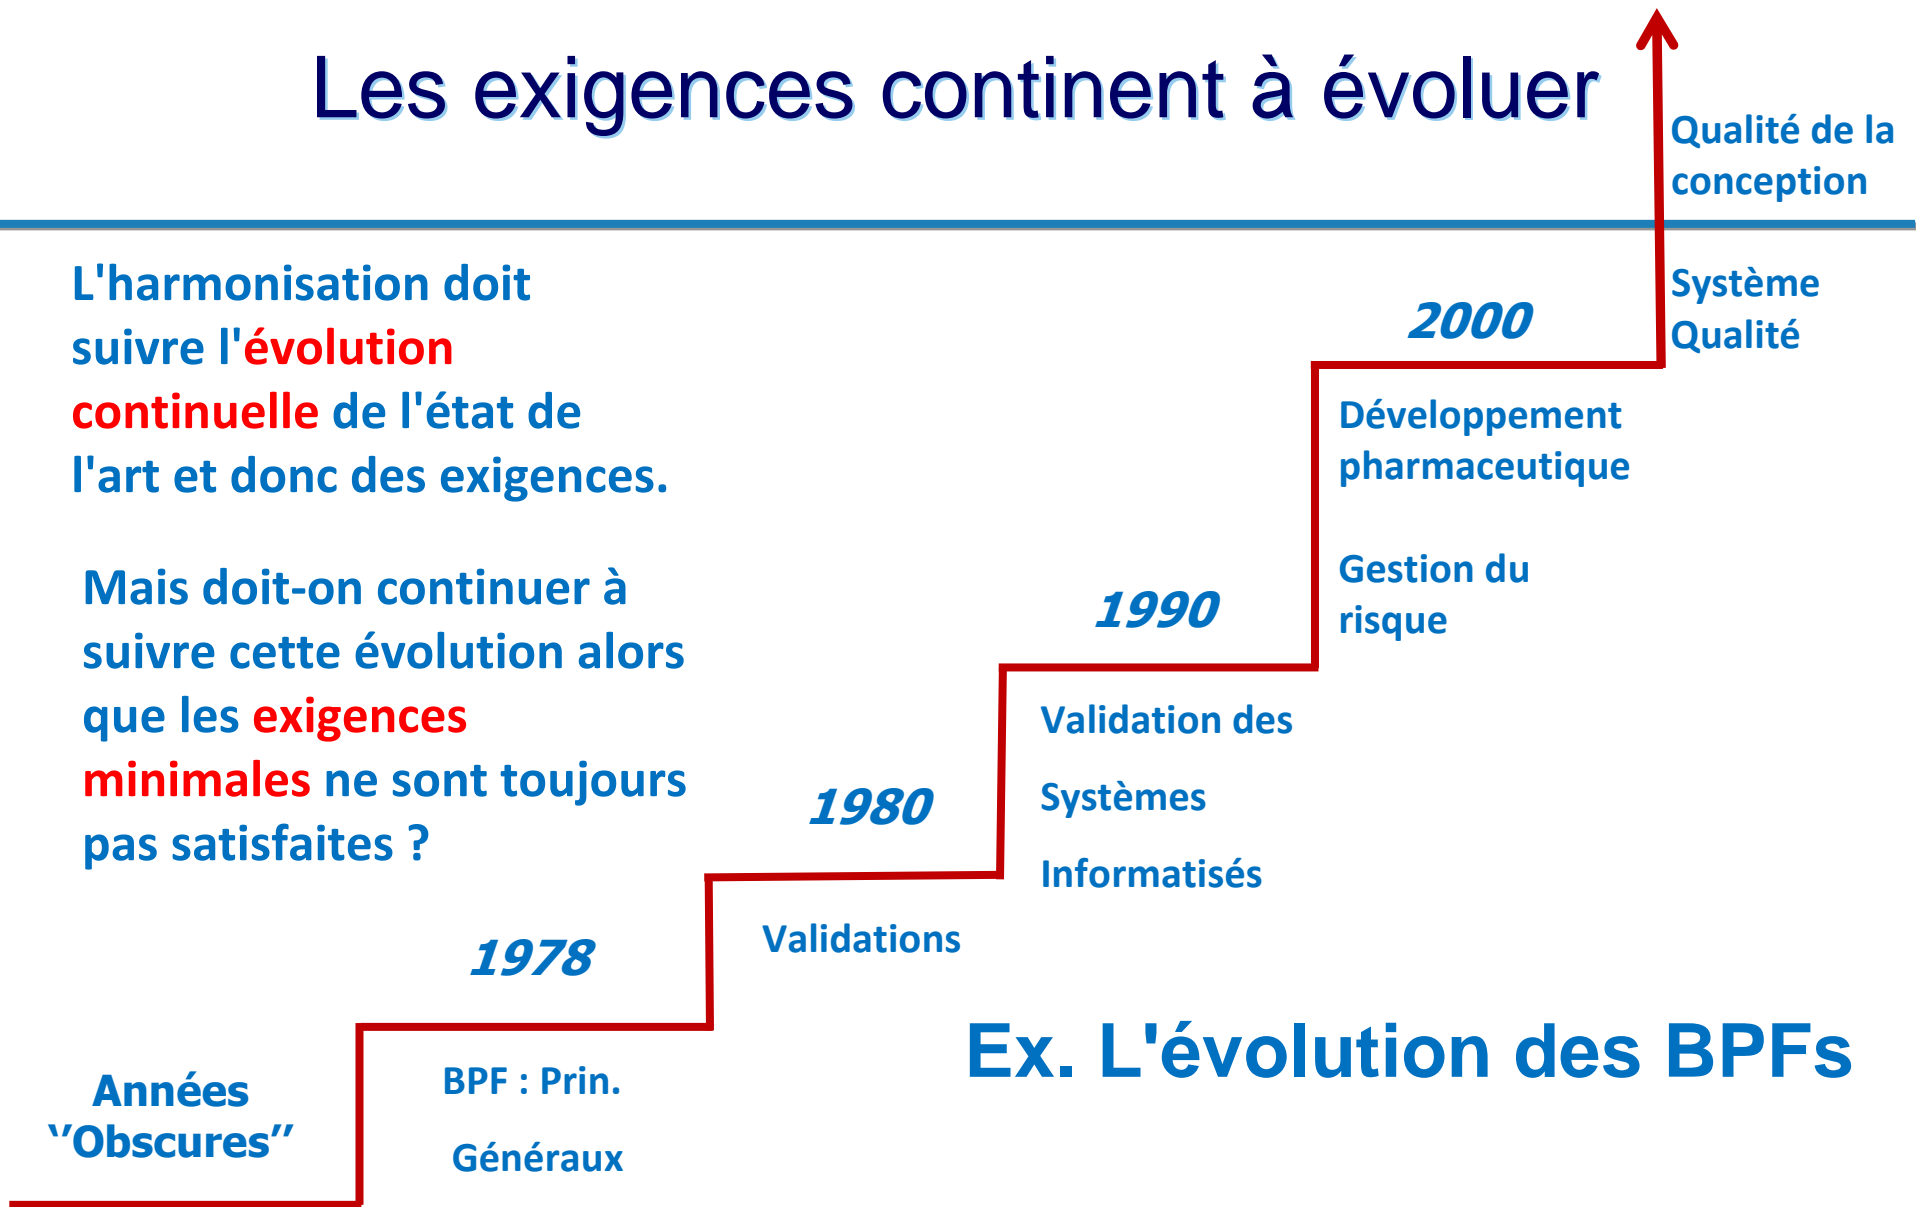 Les exigences continent à évoluer
L'harmonisation doit
suivre l'évolution
continuelle de l'état de
l'art et donc des exigences.
Mais doit-on continuer à
suivre cette évolution alors
que les exigences
minimales ne sont toujours
pas satisfaites ?
Années
‘’Obscures’’
1978
BPF : Prin.
Généraux
1980
Validations
1990
Validation des
Systèmes
Informatisés
2000
Développement
pharmaceutique
Gestion du
risque
Qualité de la
conception
Système
Qualité
Ex. L'évolution des BPFs